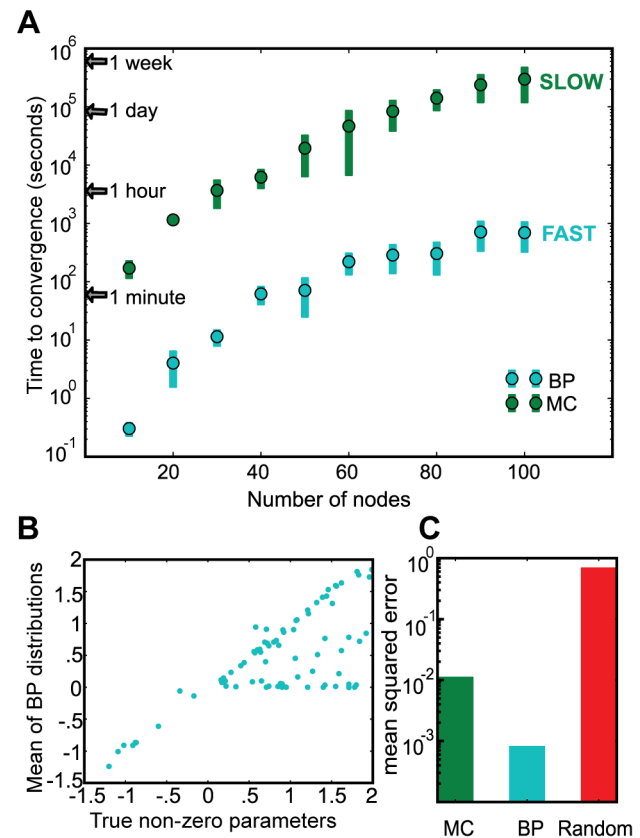 A
Time to convergence (seconds)
10^6
10^5
10^4
10^3
10^2
10^1
10^0
10^-1
1 week
1 day
1 hour
1 minute
SLOW
FAST
BP
MC
20 40 60 80 100 120
Number of nodes
B
Mean of BP distributions
2
1.5
1
.5
0
-.5
-1
-1.5
-1.5 -1 -.5 0 .5 1 1.5 2
True non-zero parameters
C
mean squared error
10^0
10^-1
10^-2
10^-3
MC BP Random